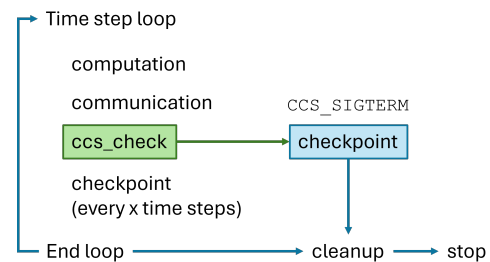 Time step loop
computation
communication
CCS_SIGTERM
ccs_check
checkpoint
checkpoint
(every x time steps)
End loop
cleanup
stop